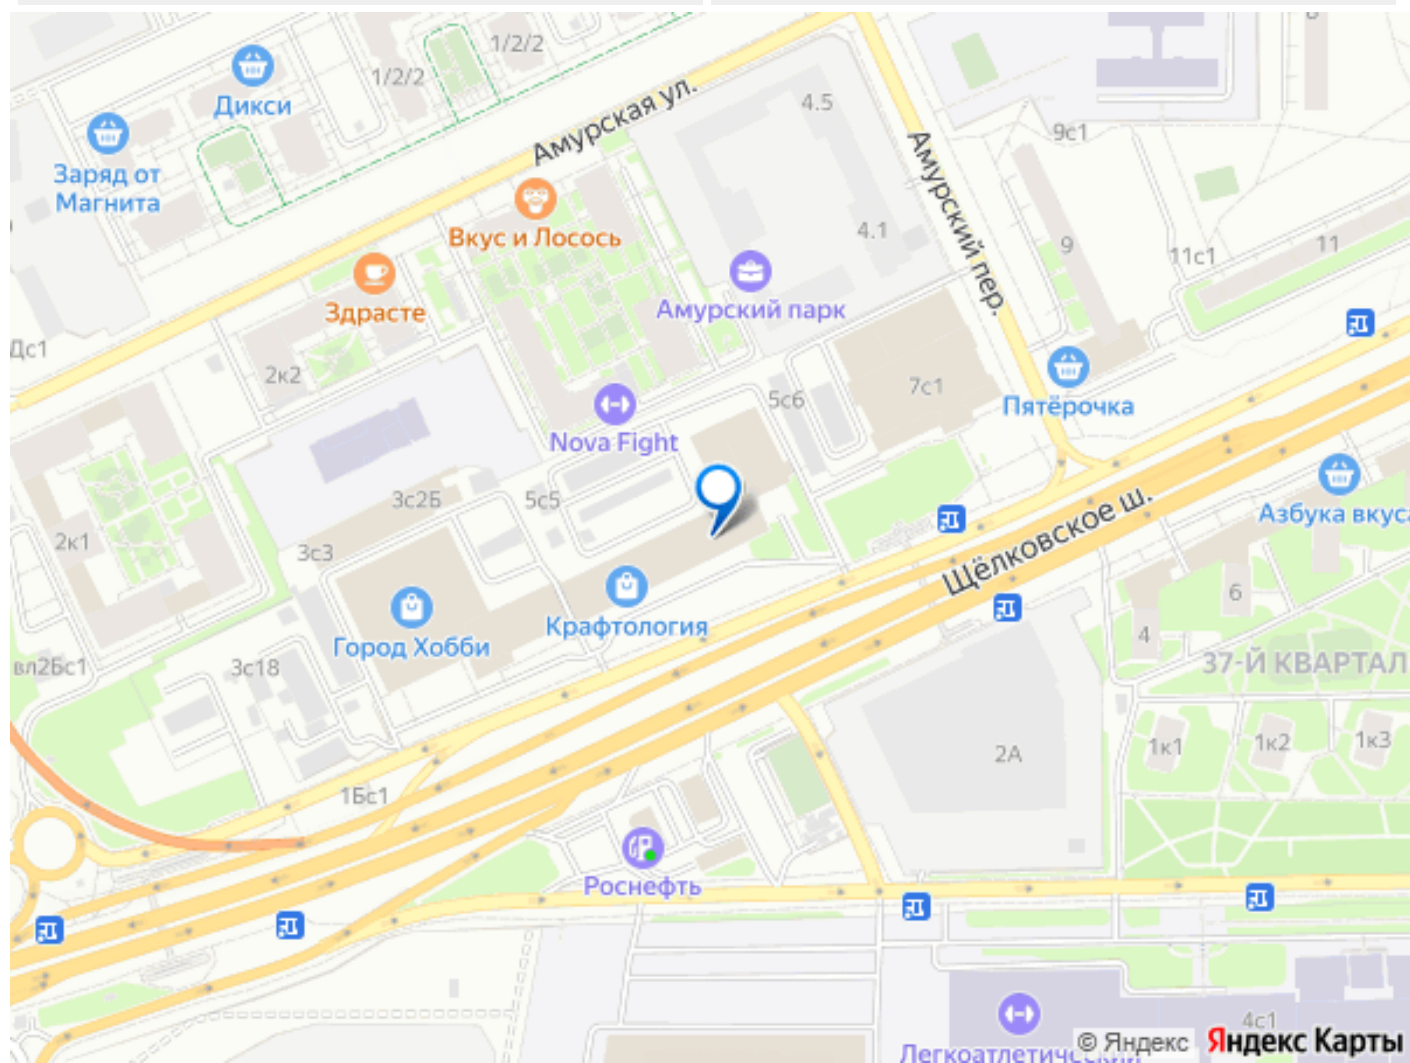 1/2/2
Дикси
1/2/2
Амурская ул.
4.5
Амурский пер.
9с1
Заряд от
Магнита
Вкус и Лосось
4.1
9
11с1
11
Здрасте
Амурский парк
Дс1
2к2
7с1
5с6
Пятёрочка
Nova Fight
3с2Б
5с5
Щёлковское ш.
Азбука вкуса
2к1
3с3
6
Город Хобби
Крафтология
4
37-Й КВАРТАЛ
вл2Бс1
3с18
1к1
1к2
1к3
2А
1Бс1
Роснефть
4с1
© Яндекс
Яндекс Карты